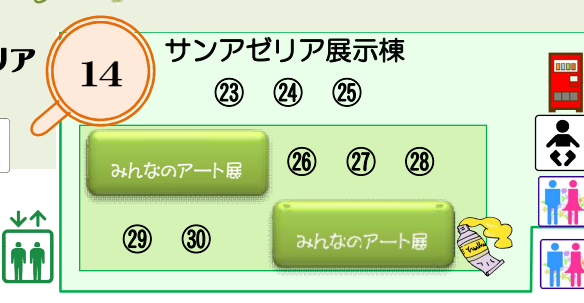 リア
14
サンアゼリア展示棟
㉓ ㉔ ㉕
みんなのアート展
㉖ ㉗ ㉘
㉙ ㉚
みんなのアート展